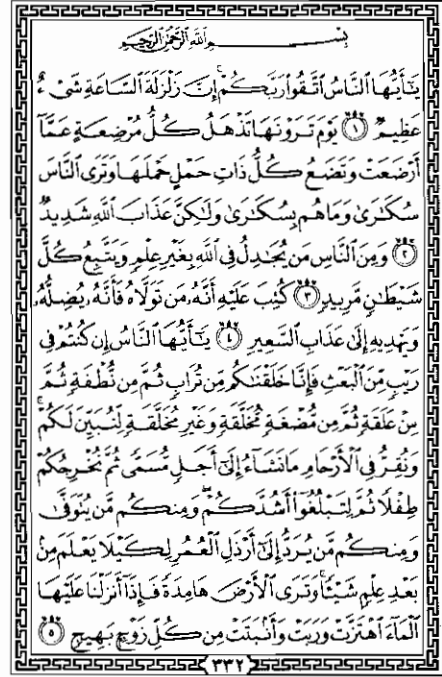 بِسْمِ اللَّهِ الرَّحْمَٰنِ الرَّحِيمِ
يَٰٓأَيُّهَا ٱلنَّاسُ ٱتَّقُوا۟ رَبَّكُمْ ۚ إِنَّ زَلْزَلَةَ ٱلسَّاعَةِ شَىْءٌ
عَظِيمٌ ١ يَوْمَ تَرَوْنَهَا تَذْهَلُ كُلُّ مُرْضِعَةٍ عَمَّآ
أَرْضَعَتْ وَتَضَعُ كُلُّ ذَاتِ حَمْلٍ حَمْلَهَا وَتَرَى ٱلنَّاسَ
سُكَٰرَىٰ وَمَا هُم بِسُكَٰرَىٰ وَلَٰكِنَّ عَذَابَ ٱللَّهِ شَدِيدٌ
٢ وَمِنَ ٱلنَّاسِ مَن يُجَٰدِلُ فِى ٱللَّهِ بِغَيْرِ عِلْمٍ وَيَتَّبِعُ كُلَّ
شَيْطَٰنٍ مَّرِيدٍ ٣ كُتِبَ عَلَيْهِ أَنَّهُۥ مَن تَوَلَّاهُ فَأَنَّهُۥ يُضِلُّهُۥ
وَيَهْدِيهِ إِلَىٰ عَذَابِ ٱلسَّعِيرِ ٤ يَٰٓأَيُّهَا ٱلنَّاسُ إِن كُنتُمْ فِى
رَيْبٍ مِّنَ ٱلْبَعْثِ فَإِنَّا خَلَقْنَٰكُم مِّن تُرَابٍ ثُمَّ مِن نُّطْفَةٍ ثُمَّ
مِنْ عَلَقَةٍ ثُمَّ مِن مُّضْغَةٍ مُّخَلَّقَةٍ وَغَيْرِ مُخَلَّقَةٍ لِّنُبَيِّنَ لَكُمْ ۚ
وَنُقِرُّ فِى ٱلْأَرْحَامِ مَا نَشَآءُ إِلَىٰٓ أَجَلٍ مُّسَمًّى ثُمَّ نُخْرِجُكُمْ
طِفْلًا ثُمَّ لِتَبْلُغُوٓا۟ أَشُدَّكُمْ ۖ وَمِنكُم مَّن يُتَوَفَّىٰ
وَمِنكُم مَّن يُرَدُّ إِلَىٰٓ أَرْذَلِ ٱلْعُمُرِ لِكَيْلَا يَعْلَمَ مِنۢ
بَعْدِ عِلْمٍ شَيْـًٔا ۚ وَتَرَى ٱلْأَرْضَ هَامِدَةً فَإِذَآ أَنزَلْنَا عَلَيْهَا
ٱلْمَآءَ ٱهْتَزَّتْ وَرَبَتْ وَأَنۢبَتَتْ مِن كُلِّ زَوْجٍۭ بَهِيجٍ ٥
٣٣٢